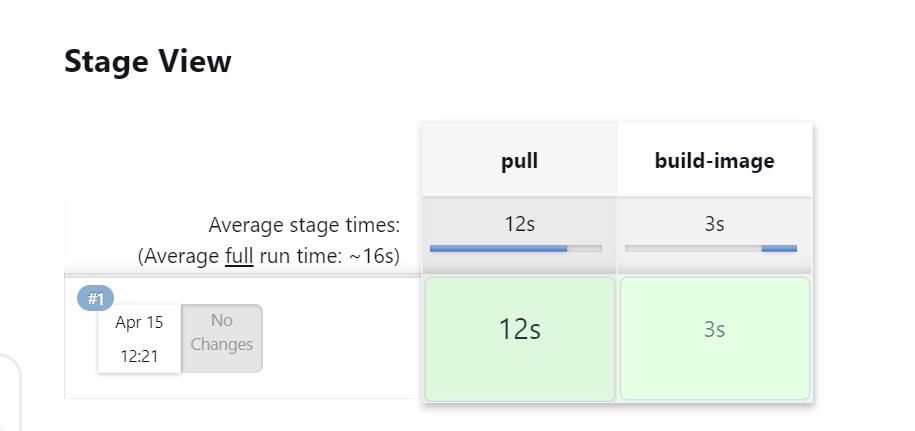 Stage View
pull
build-image
Average stage times:
(Average full run time: ~16s)
12s
3s
#1
Apr 15
12:21
No
Changes
12s
3s